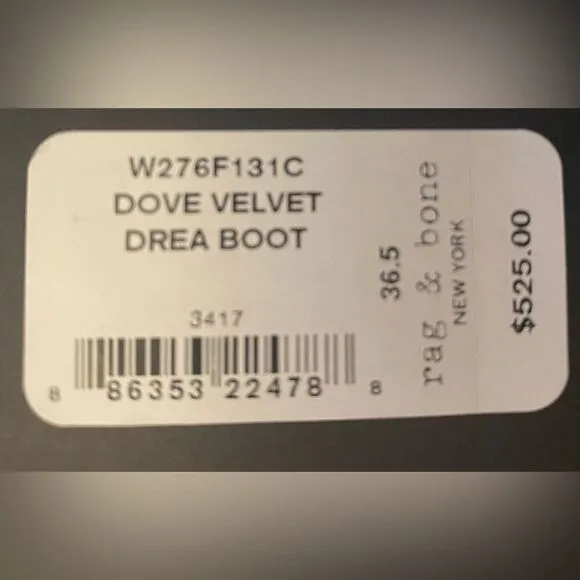 W276F131C
DOVE VELVET
DREA BOOT
3417
8 86353 22478 8
36.5
rag & bone
NEW YORK
$525.00